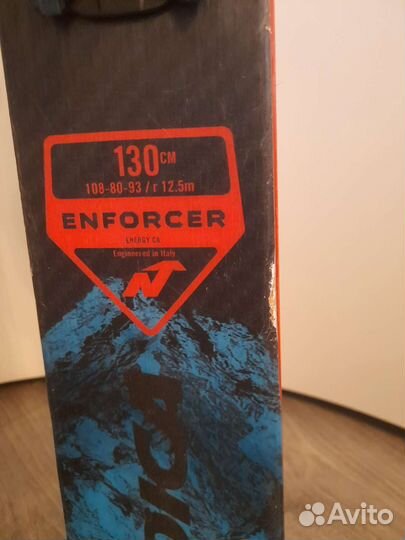 130CM
108-80-93 / r 12.5m
ENFORCER
ENERGY CA
Engineered in Italy
Avito